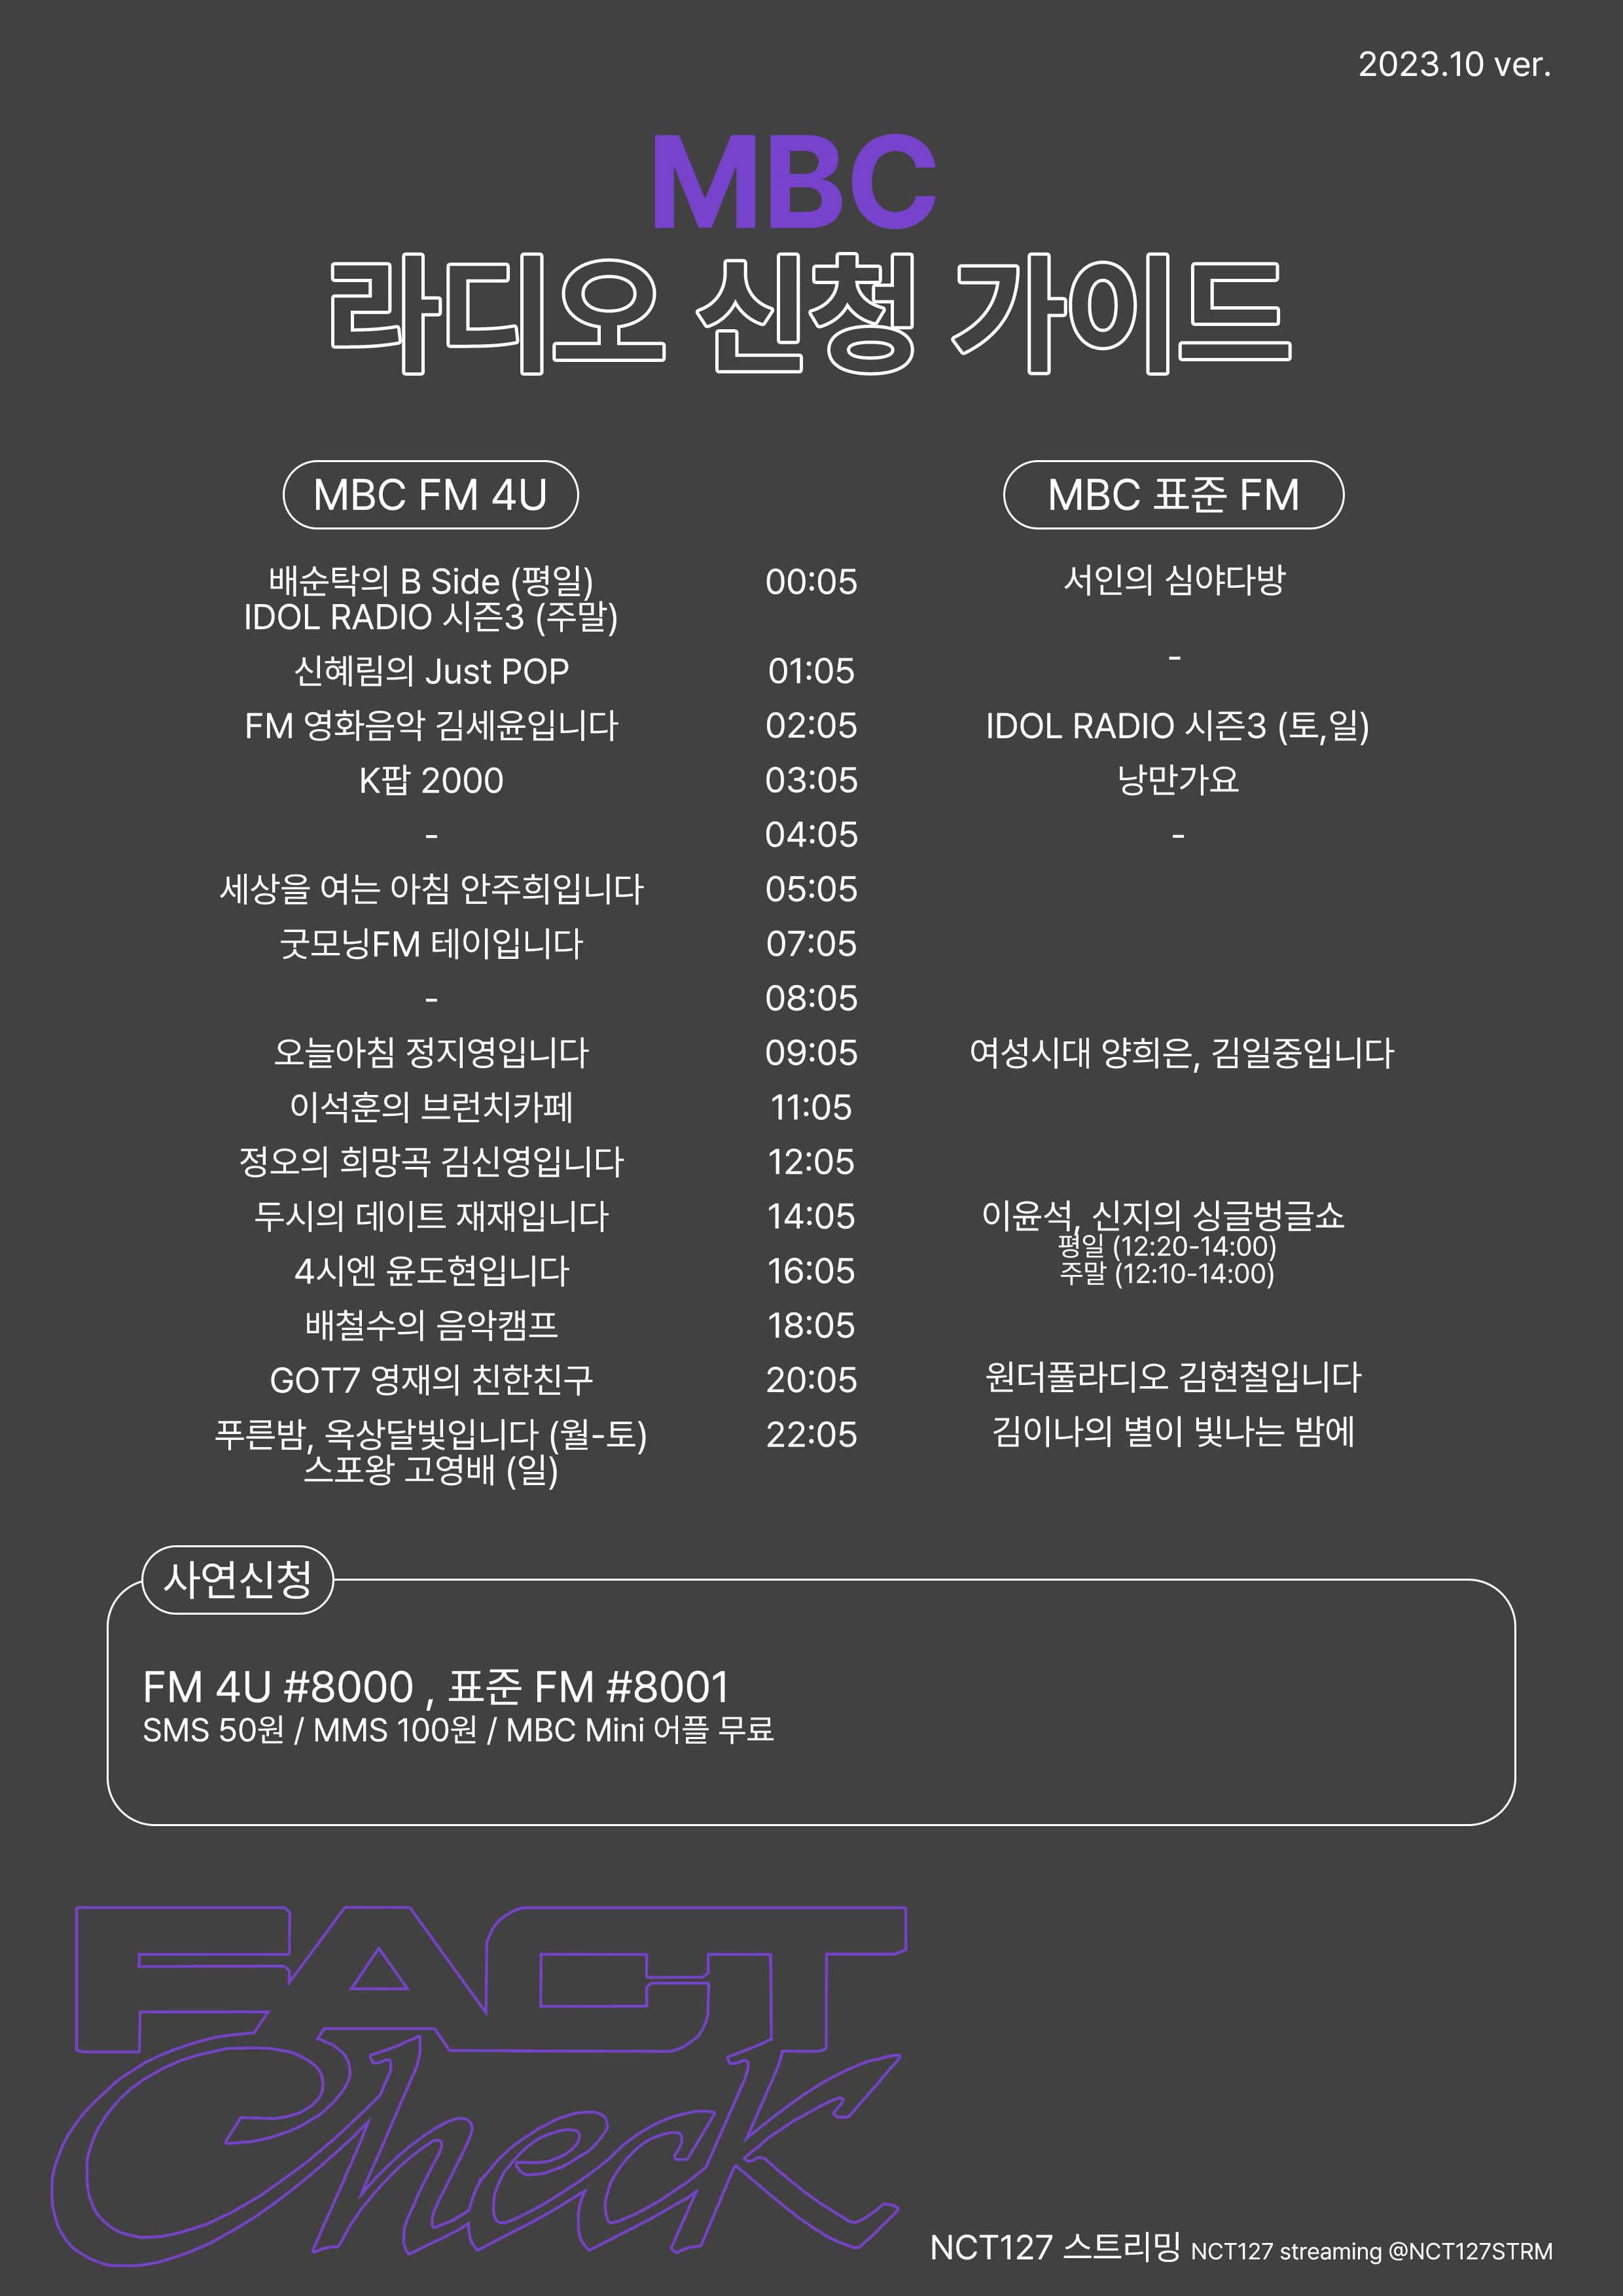 2023.10 ver.
MBC
라디오 신청 가이드
MBC FM 4U
MBC 표준 FM
배순탁의 B Side (평일)
IDOL RADIO 시즌3 (주말)
00:05
서인의 심야다방
신혜림의 Just POP
01:05
-
FM 영화음악 김세윤입니다
02:05
IDOL RADIO 시즌3 (토,일)
K팝 2000
03:05
낭만가요
-
04:05
-
세상을 여는 아침 안주희입니다
05:05
굿모닝FM 테이입니다
07:05
-
08:05
오늘아침 정지영입니다
09:05
여성시대 양희은, 김일중입니다
이석훈의 브런치카페
11:05
정오의 희망곡 김신영입니다
12:05
두시의 데이트 재재입니다
14:05
이윤석, 신지의 싱글벙글쇼
평일 (12:20-14:00)
주말 (12:10-14:00)
4시엔 윤도현입니다
16:05
배철수의 음악캠프
18:05
GOT7 영재의 친한친구
20:05
원더풀라디오 김현철입니다
푸른밤, 옥상달빛입니다 (월-토)
스포왕 고영배 (일)
22:05
김이나의 별이 빛나는 밤에
사연신청
FM 4U #8000 , 표준 FM #8001
SMS 50원 / MMS 100원 / MBC Mini 어플 무료
FACT
Check
NCT127 스트리밍 NCT127 streaming @NCT127STRM